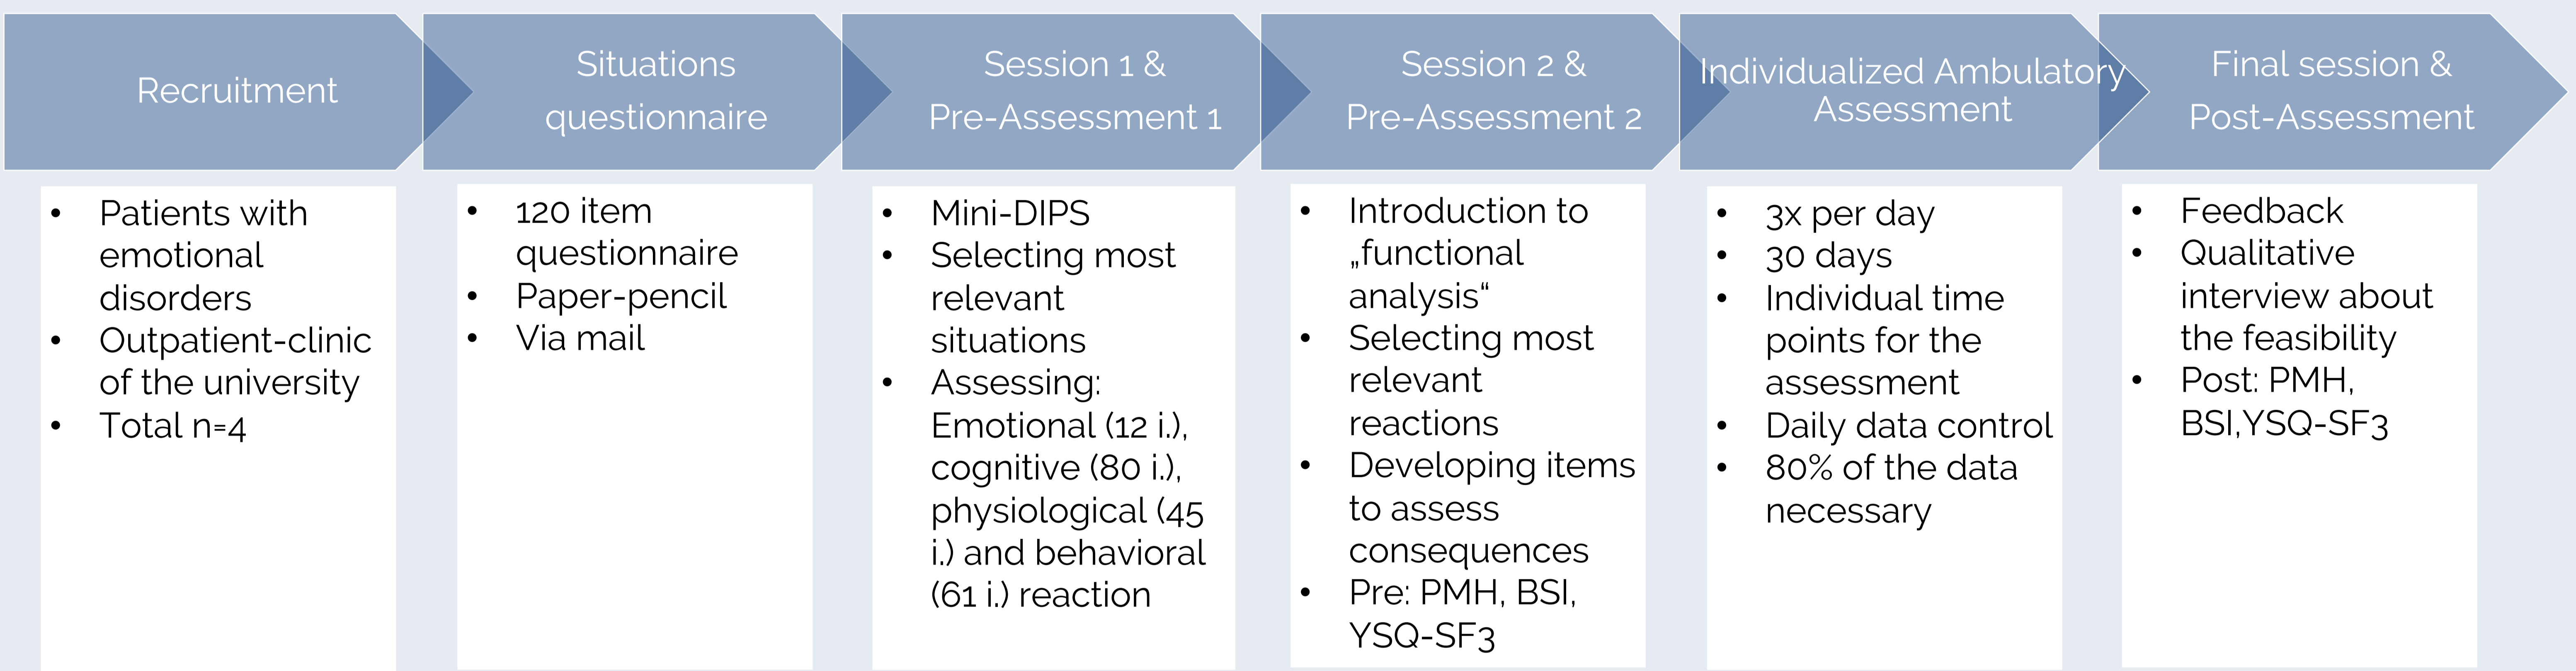 Recruitment
Situations
questionnaire
Session 1 &
Pre-Assessment 1
Session 2 &
Pre-Assessment 2
Individualized Ambulatory
Assessment
Final session &
Post-Assessment
• Patients with
emotional
disorders
• Outpatient-clinic
of the university
• Total n=4
• 120 item
questionnaire
• Paper-pencil
• Via mail
• Mini-DIPS
• Selecting most
relevant
situations
• Assessing:
Emotional (12 i.),
cognitive (80 i.),
physiological (45
i.) and behavioral
(61 i.) reaction
• Introduction to
„functional
analysis“
• Selecting most
relevant
reactions
• Developing items
to assess
consequences
• Pre: PMH, BSI,
YSQ-SF3
• 3x per day
• 30 days
• Individual time
points for the
assessment
• Daily data control
• 80% of the data
necessary
• Feedback
• Qualitative
interview about
the feasibility
• Post: PMH,
BSI,YSQ-SF3